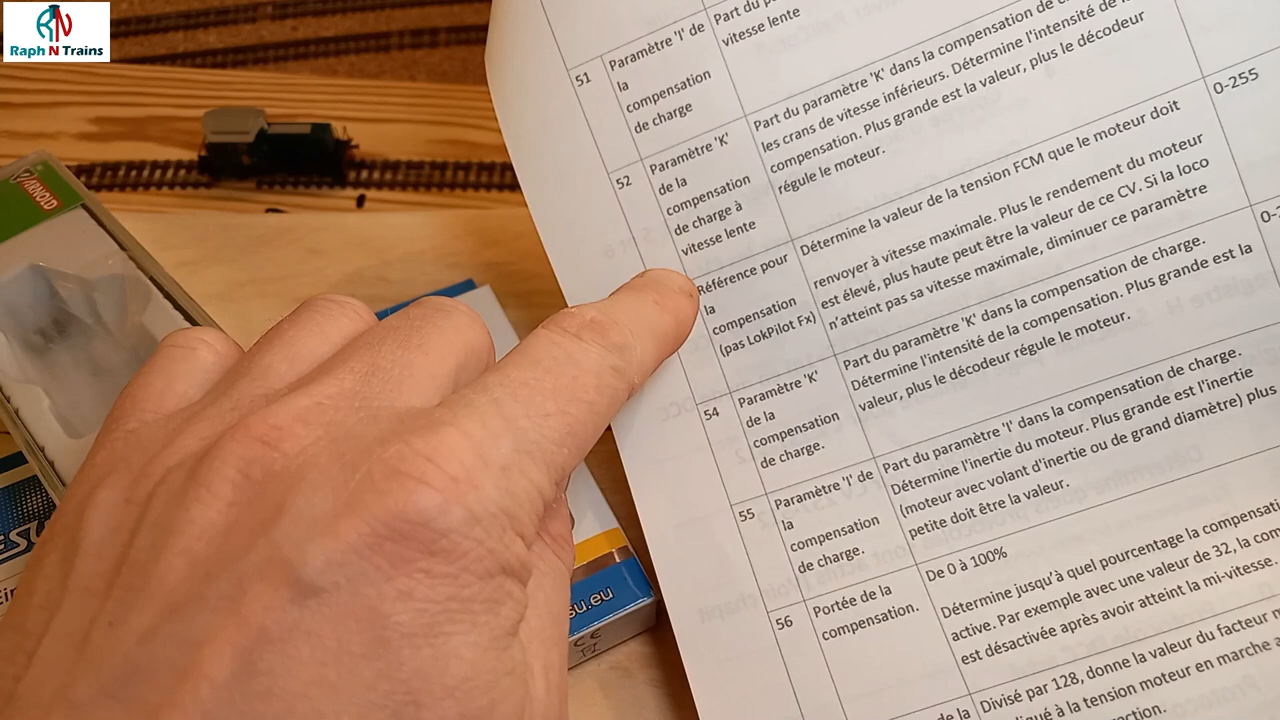 RN
Raph N Trains
ARNOLD
ESU
su.eu
CE
51
Paramètre 'I' de
la
compensation
de charge
Part du
vitesse lente
52
Paramètre 'K'
de la
compensation
de charge à
vitesse lente
Part du paramètre 'K' dans la compensation de
les crans de vitesse inférieurs. Détermine l'intensité de
compensation. Plus grande est la valeur, plus le décodeur
régule le moteur.
Référence pour
la
compensation
(pas LokPilot Fx)
Détermine la valeur de la tension FCM que le moteur doit
renvoyer à vitesse maximale. Plus le rendement du moteur
est élevé, plus haute peut être la valeur de ce CV. Si la loco
n'atteint pas sa vitesse maximale, diminuer ce paramètre
0-255
54
Paramètre 'K'
de la
compensation
de charge.
Part du paramètre 'K' dans la compensation de charge.
Détermine l'intensité de la compensation. Plus grande est la
valeur, plus le décodeur régule le moteur.
55
Paramètre 'I' de
la
compensation
de charge.
Part du paramètre 'I' dans la compensation de charge.
Détermine l'inertie du moteur. Plus grande est l'inertie
(moteur avec volant d'inertie ou de grand diamètre) plus
petite doit être la valeur.
56
Portée de la
compensation.
De 0 à 100%
Détermine jusqu'à quel pourcentage la compensati
active. Par exemple avec une valeur de 32, la com
est désactivée après avoir atteint la mi-vitesse.
de la
Divisé par 128, donne la valeur du facteur
à la tension moteur en marche